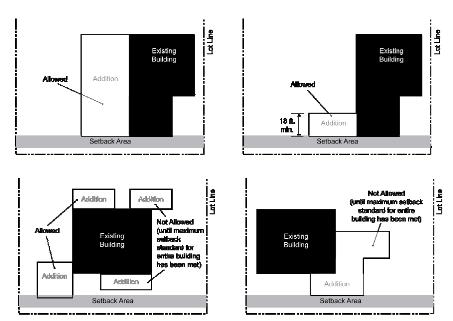 Existing
Building
Lot Line
Allowed
Addition
Setback Area
Existing
Building
Lot Line
Allowed
18 ft.
min.
Addition
Setback Area
Addition
Addition
Lot Line
Allowed
Existing
Building
Not Allowed
(until maximum
setback
standard for
entire building
has been met)
Addition
Addition
Setback Area
Not Allowed
(until maximum setback
standard for entire
building has been met)
Lot Line
Existing
Building
Addition
Setback Area